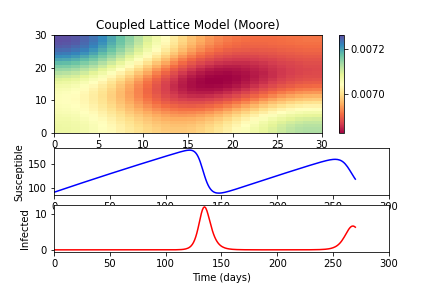 Coupled Lattice Model (Moore)
30
20
10
0
0 5 10 15 20 25 30
0.0072
0.0070
Susceptible
150
100
0 50 100 150 200 250 300
Infected
10
0
0 50 100 150 200 250 300
Time (days)